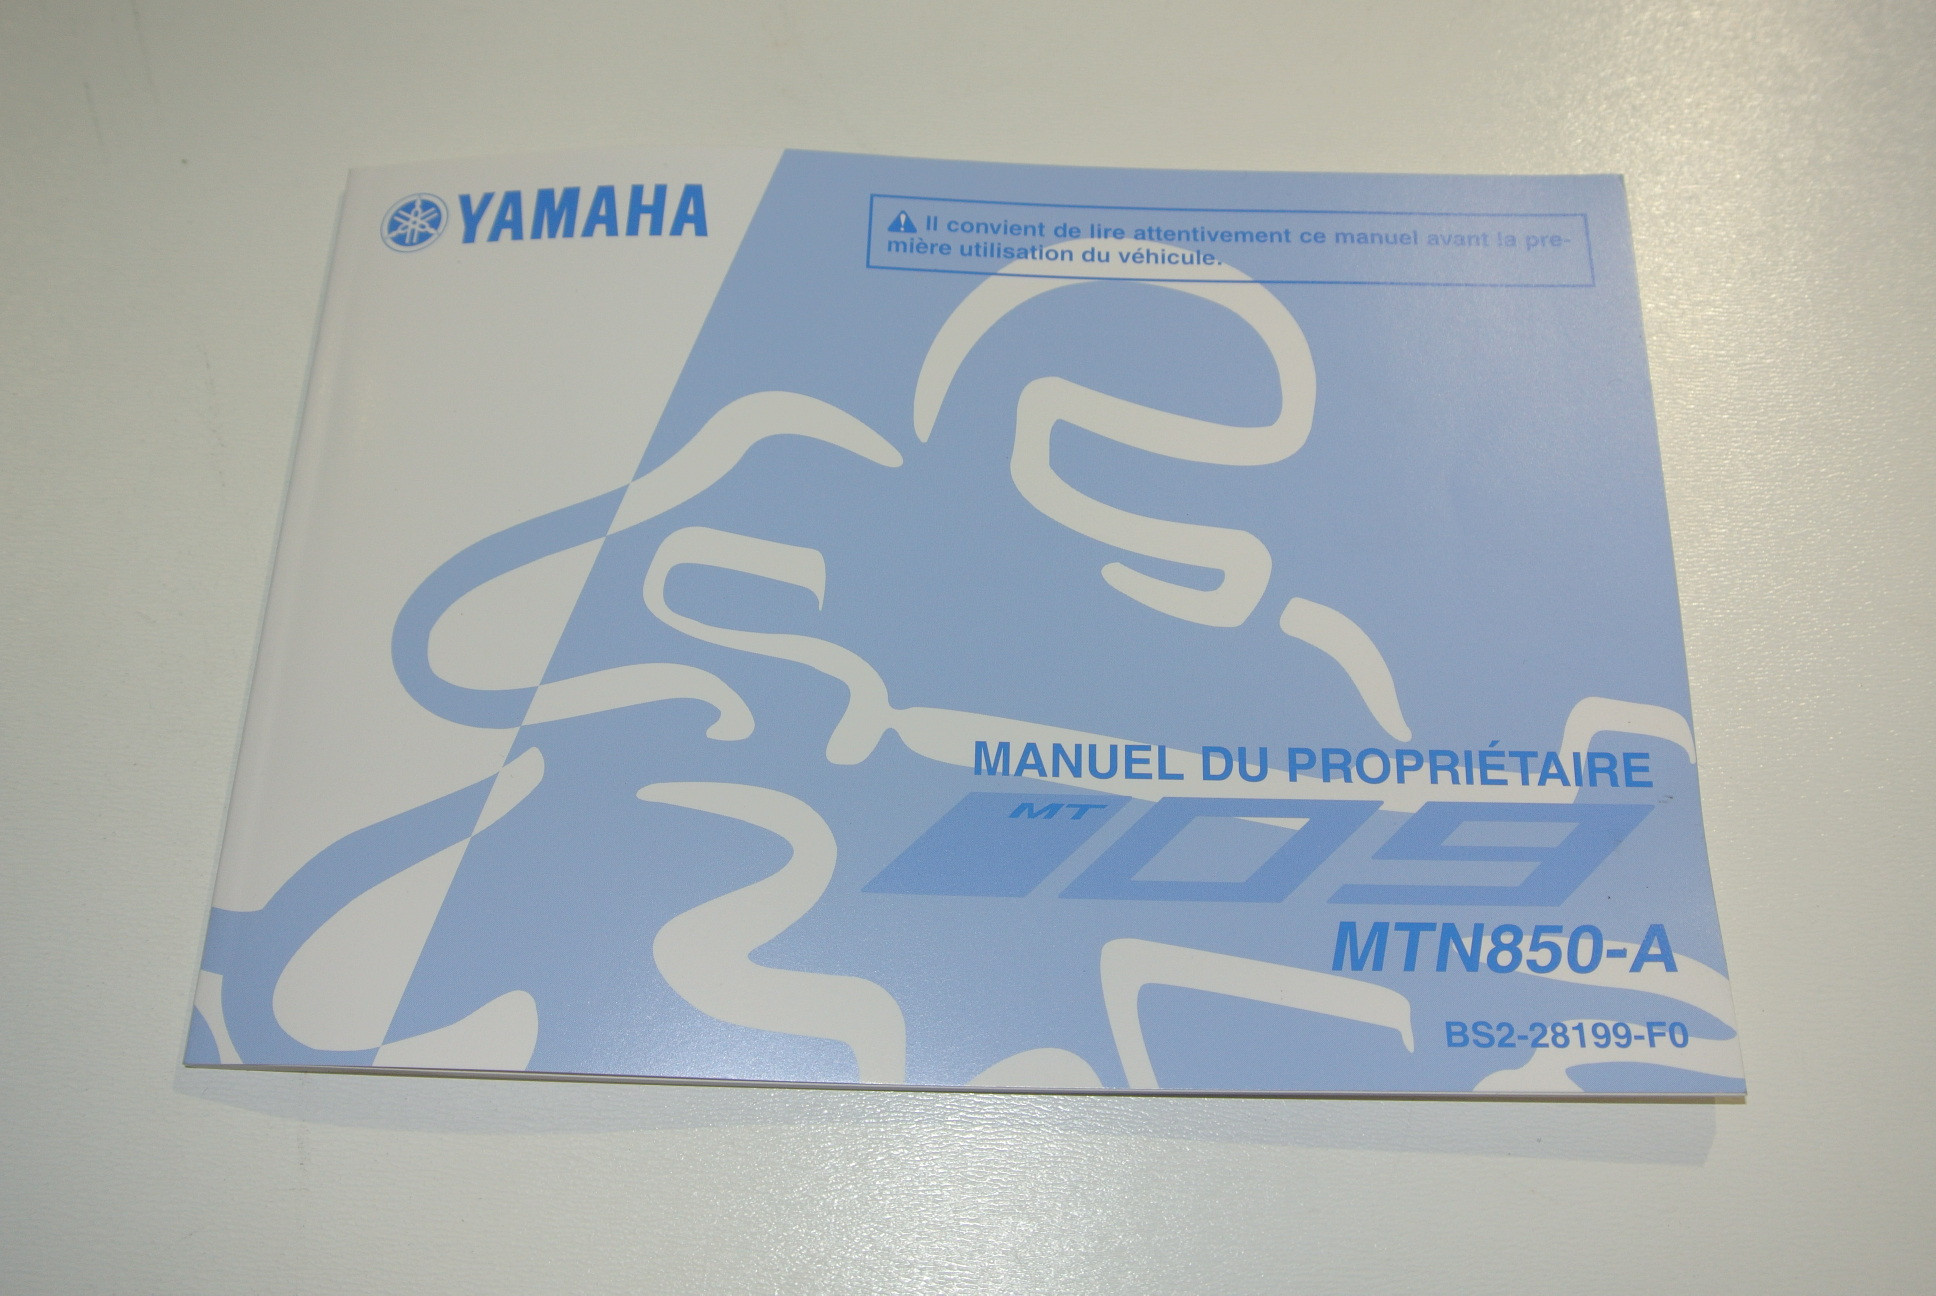 YAMAHA
Il convient de lire attentivement ce manuel avant la pre-
mière utilisation du véhicule.
MANUEL DU PROPRIÉTAIRE
MT 09
MTN850-A
BS2-28199-F0